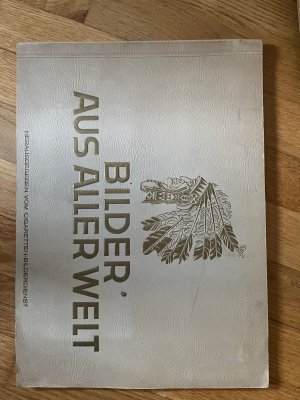 BILDER
AUS ALLER WELT
HERAUSGEGEBEN VOM CIGARETTEN-BILDERDIENST